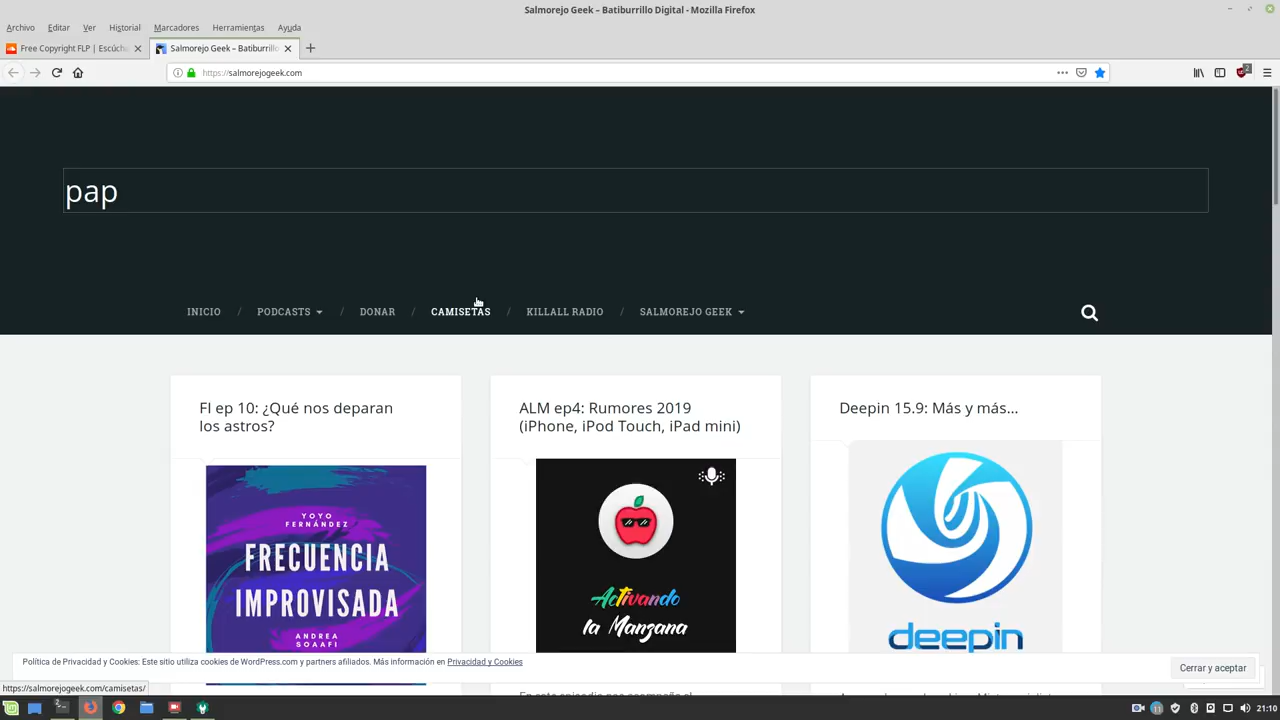 Salmorejo Geek – Batiburrillo Digital - Mozilla Firefox
Archivo Editar Ver Historial Marcadores Herramientas Ayuda
Free Copyright FLP | Escúcha
Salmorejo Geek – Batiburrillo
https://salmorejogeek.com
2
pap
INICIO / PODCASTS / DONAR / CAMISETAS / KILLALL RADIO / SALMOREJO GEEK
FI ep 10: ¿Qué nos deparan
los astros?
YOYO
FERNÁNDEZ
FRECUENCIA
IMPROVISADA
ANDREA
SOAAFI
ALM ep4: Rumores 2019
(iPhone, iPod Touch, iPad mini)
Activando
la Manzana
Deepin 15.9: Más y más...
deepin
Política de Privacidad y Cookies: Este sitio utiliza cookies de WordPress.com y partners afiliados. Más información en Privacidad y Cookies
Cerrar y aceptar
https://salmorejogeek.com/camisetas/
21:10